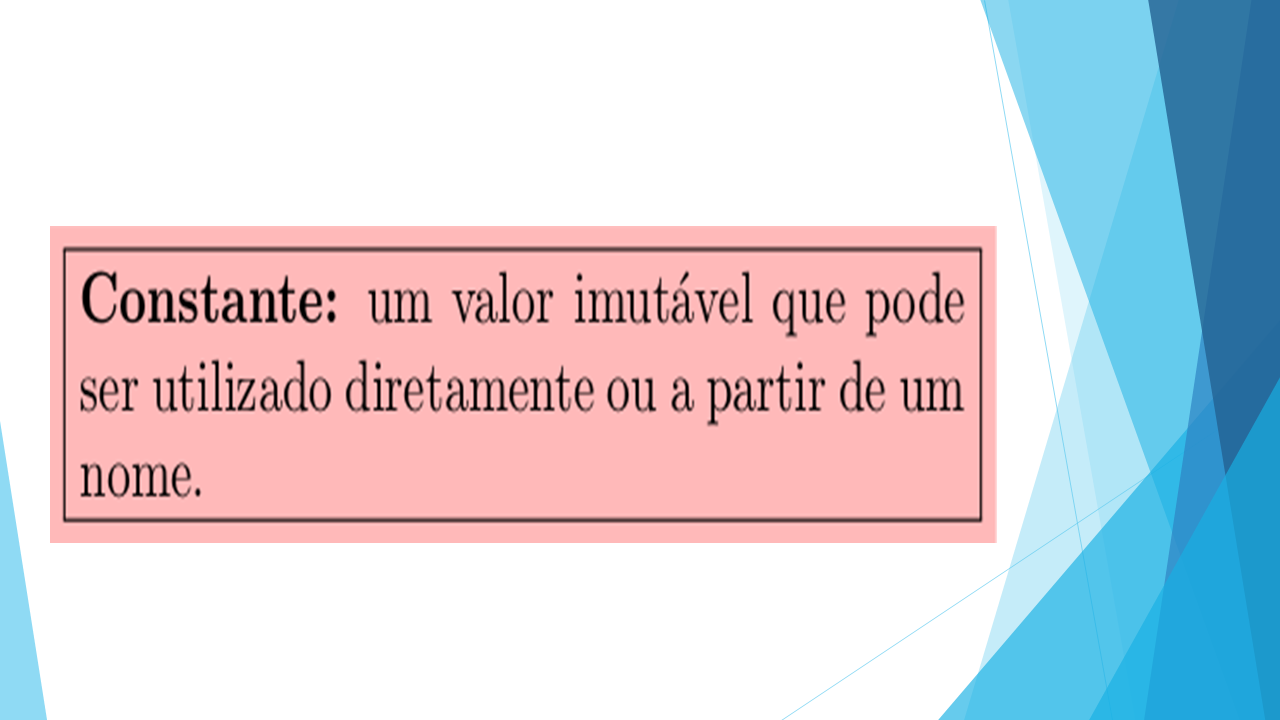 Constante: um valor imutável que pode
ser utilizado diretamente ou a partir de um
nome.